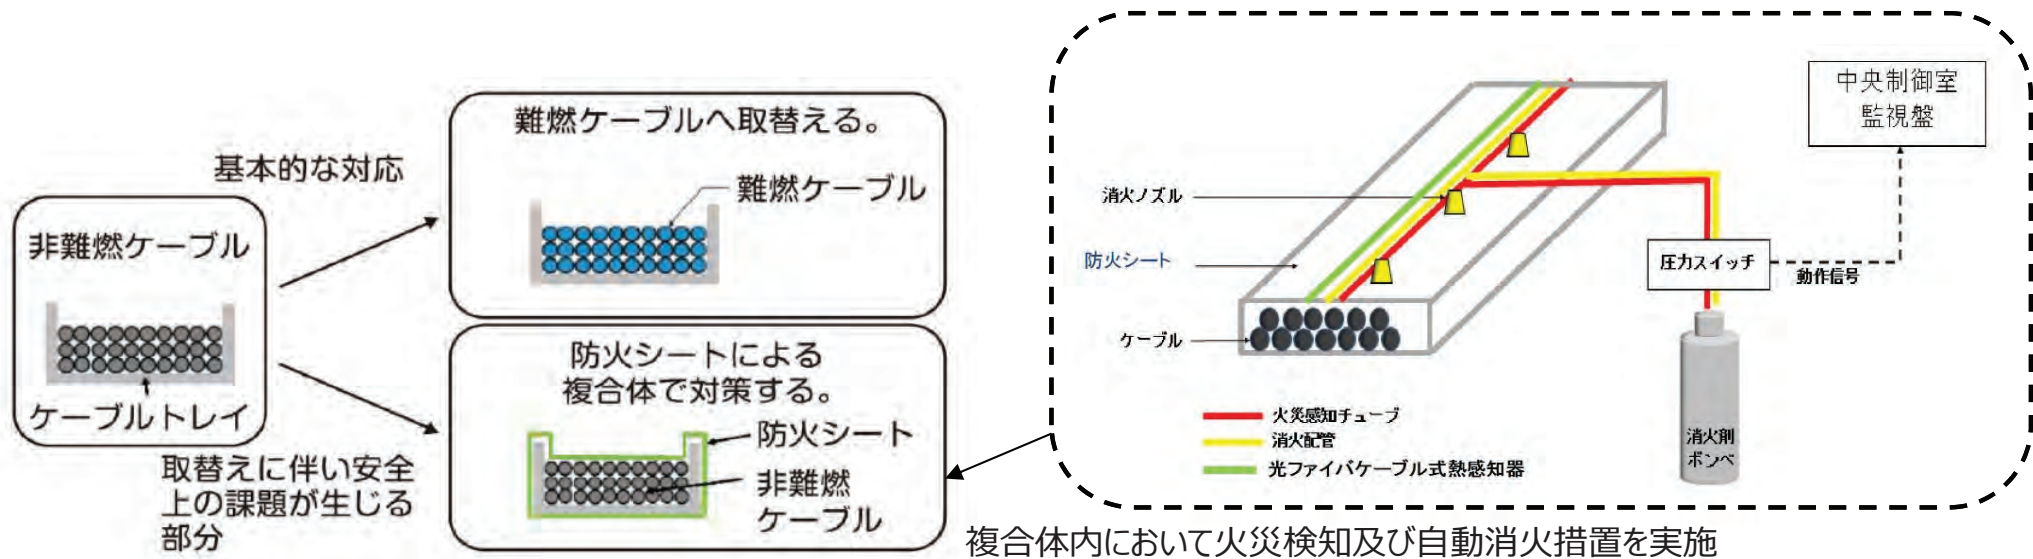 非難燃ケーブル
ケーブルトレイ
基本的な対応
取替えに伴い安全
上の課題が生じる
部分
難燃ケーブルへ取替える。
難燃ケーブル
防火シートによる
複合体で対策する。
防火シート
非難燃
ケーブル
中央制御室
監視盤
消火ノズル
防火シート
圧力スイッチ
動作信号
ケーブル
火災感知チューブ
消火配管
光ファイバケーブル式熱感知器
消火剤
ボンベ
複合体内において火災検知及び自動消火措置を実施